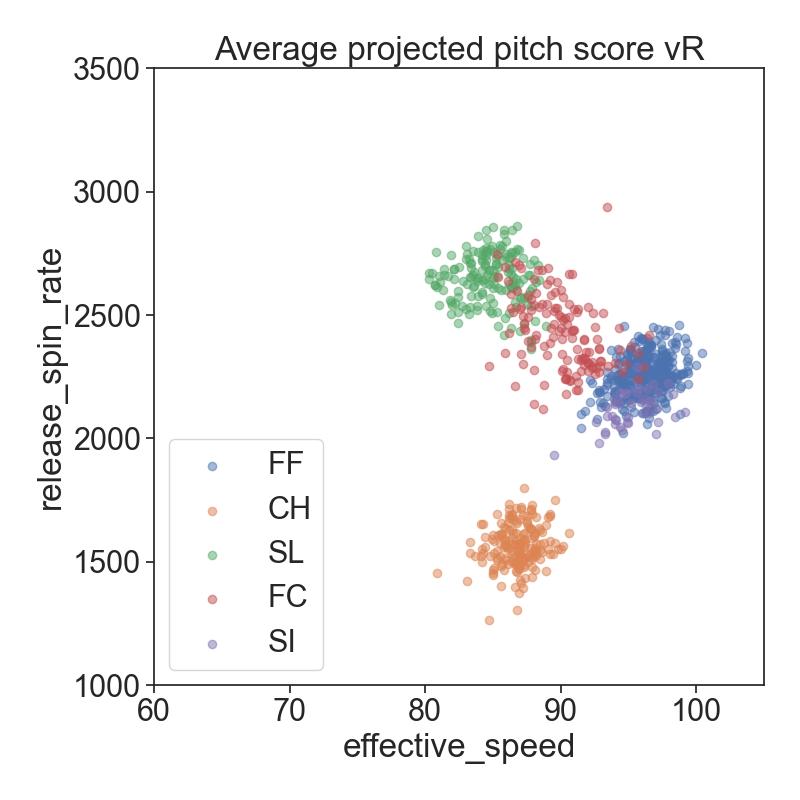 Average projected pitch score vR
3500
3000
2500
2000
1500
1000
release_spin_rate
FF
CH
SL
FC
SI
60 70 80 90 100
effective_speed